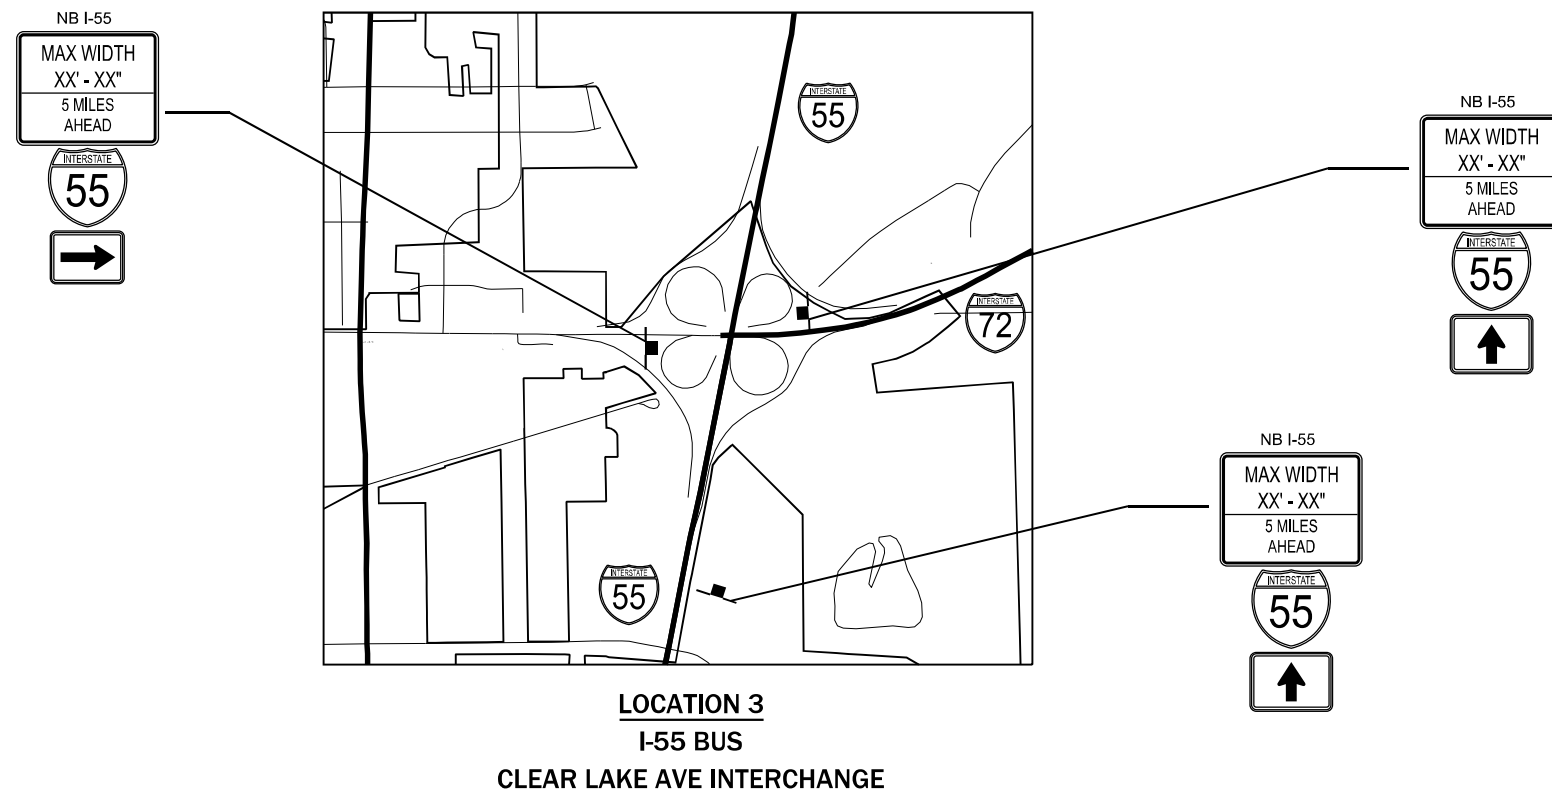 NB I-55
MAX WIDTH
XX' - XX"
5 MILES
AHEAD
INTERSTATE
55
INTERSTATE
55
INTERSTATE
72
INTERSTATE
55
NB I-55
MAX WIDTH
XX' - XX"
5 MILES
AHEAD
INTERSTATE
55
NB I-55
MAX WIDTH
XX' - XX"
5 MILES
AHEAD
INTERSTATE
55
LOCATION 3
I-55 BUS
CLEAR LAKE AVE INTERCHANGE